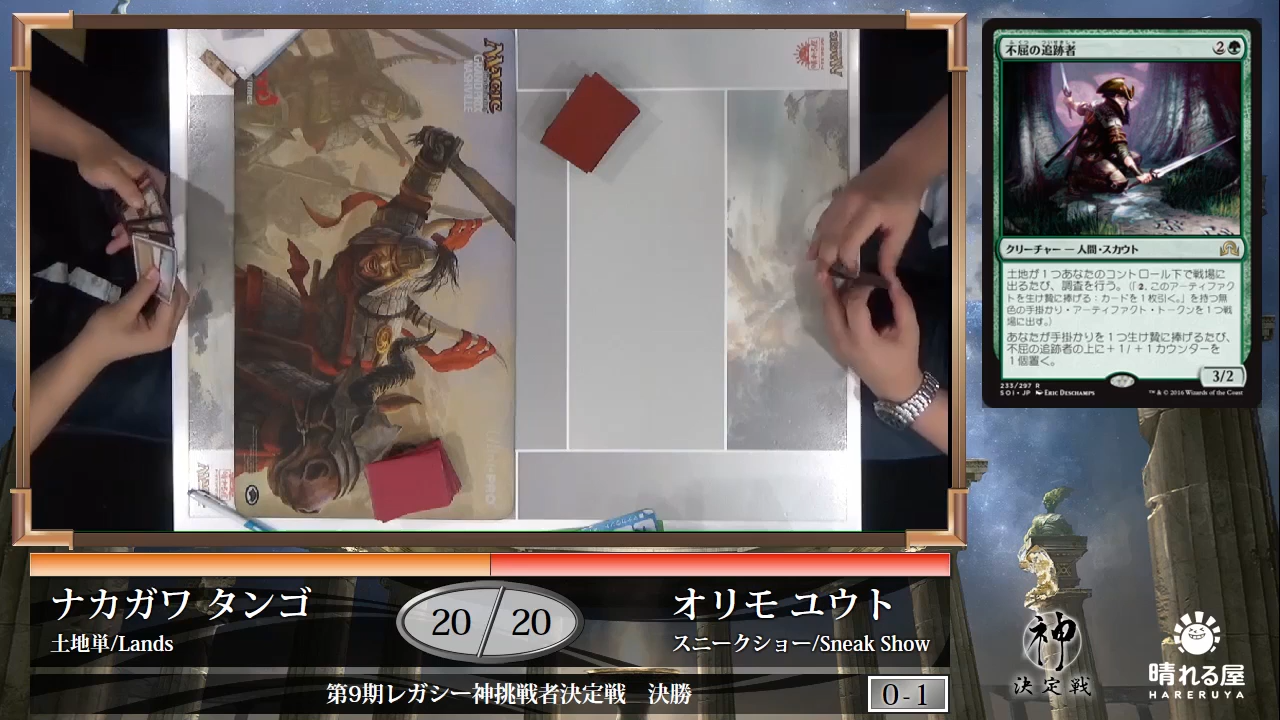 不屈の追跡者
2
クリーチャー — 人間・スカウト
土地が1つあなたのコントロール下で戦場に
出るたび、調査を行う。(「2, このアーティファク
トを生け贄に捧げる:カードを1枚引く。」を持つ無
色の手掛かり・アーティファクト・トークンを1つ戦
場に出す。)
あなたが手掛かりを1つ生け贄に捧げるたび、
不屈の追跡者の上に+1/+1カウンターを
1個置く。
3/2
233/297 R
SOI・JP ERIC DESCHAMPS
™ & © 2016 Wizards of the Coast
MAGIC
ナカガワ タンゴ
土地単/Lands
20/20
オリモ ユウト
スニークショー/Sneak Show
第9期レガシー神挑戦者決定戦 決勝
0-1
神
決定戦
晴れる屋
HARERUYA